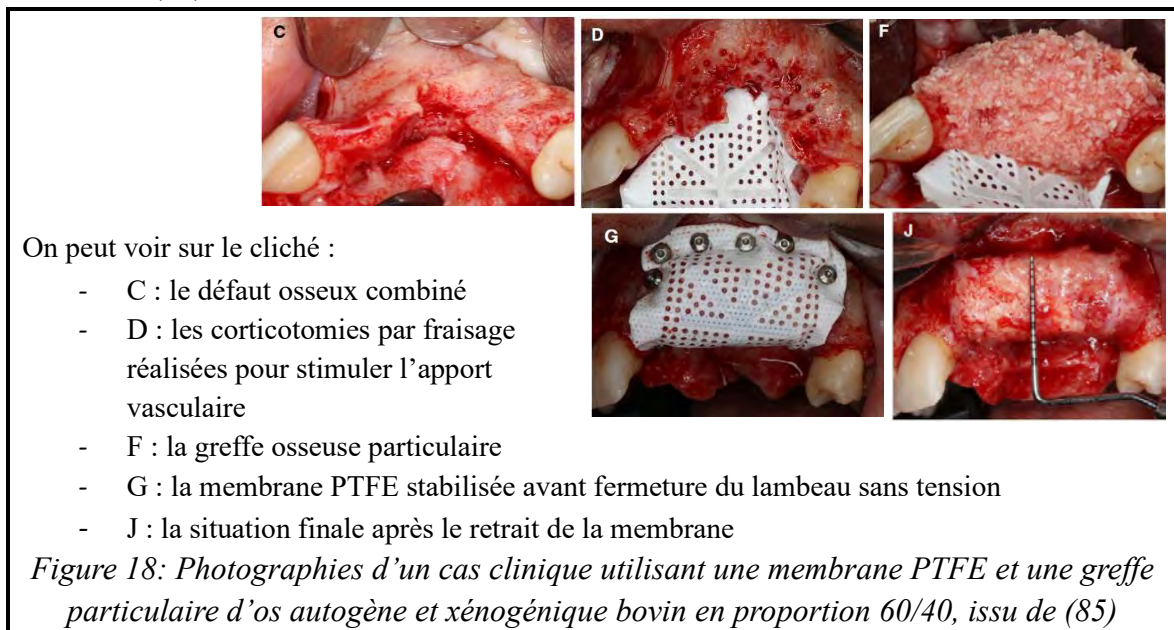 C
D
F
G
J
On peut voir sur le cliché :
- C : le défaut osseux combiné
- D : les corticotomies par fraisage
réalisées pour stimuler l’apport
vasculaire
- F : la greffe osseuse particulaire
- G : la membrane PTFE stabilisée avant fermeture du lambeau sans tension
- J : la situation finale après le retrait de la membrane
Figure 18: Photographies d’un cas clinique utilisant une membrane PTFE et une greffe
particulaire d’os autogène et xénogénique bovin en proportion 60/40, issu de (85)